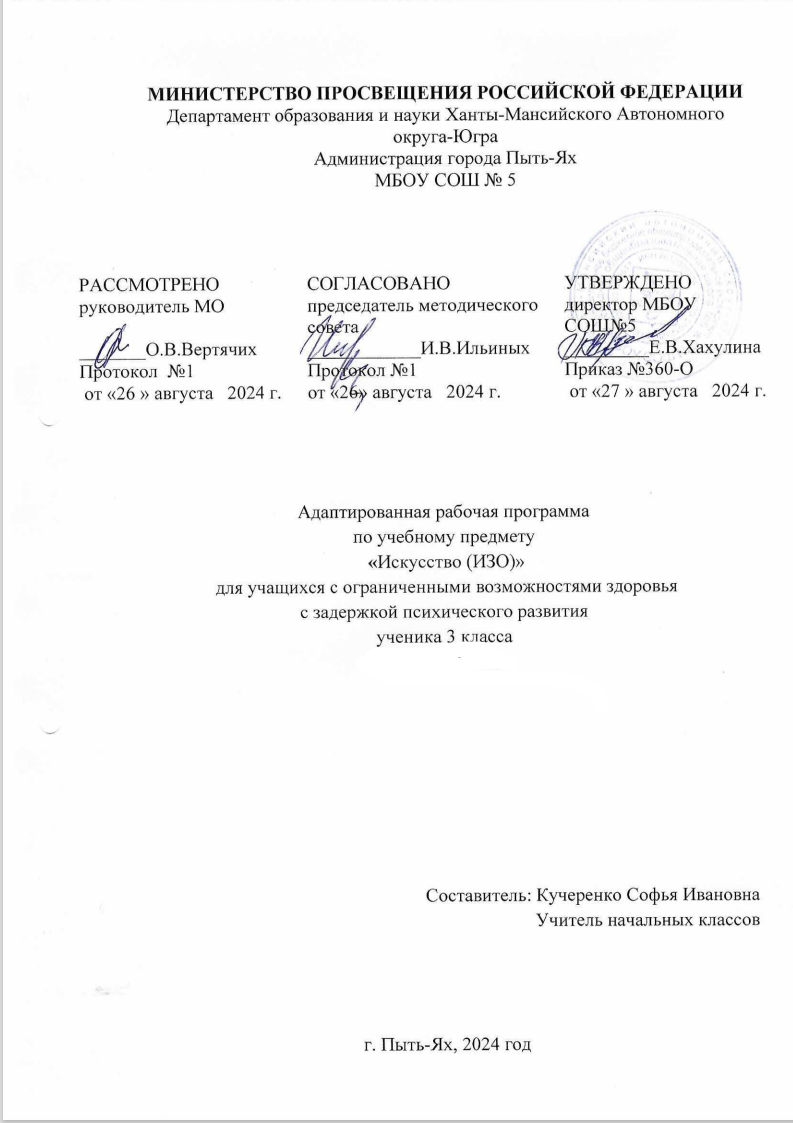 МИНИСТЕРСТВО ПРОСВЕЩЕНИЯ РОССИЙСКОЙ ФЕДЕРАЦИИ
Департамент образования и науки Ханты-Мансийского Автономного
округа-Югра
Администрация города Пыть-Ях
МБОУ СОШ № 5
РАССМОТРЕНО
руководитель МО
_______О.В.Вертячих
Протокол №1
от «26 » августа 2024 г.
СОГЛАСОВАНО
председатель методического
совета
____________И.В.Ильиных
Протокол №1
от «26» августа 2024 г.
УТВЕРЖДЕНО
директор МБОУ
СОШ№5
_________Е.В.Хахулина
Приказ №360-О
от «27 » августа 2024 г.
Адаптированная рабочая программа
по учебному предмету
«Искусство (ИЗО)»
для учащихся с ограниченными возможностями здоровья
с задержкой психического развития
ученика 3 класса
Составитель: Кучеренко Софья Ивановна
Учитель начальных классов
г. Пыть-Ях, 2024 год